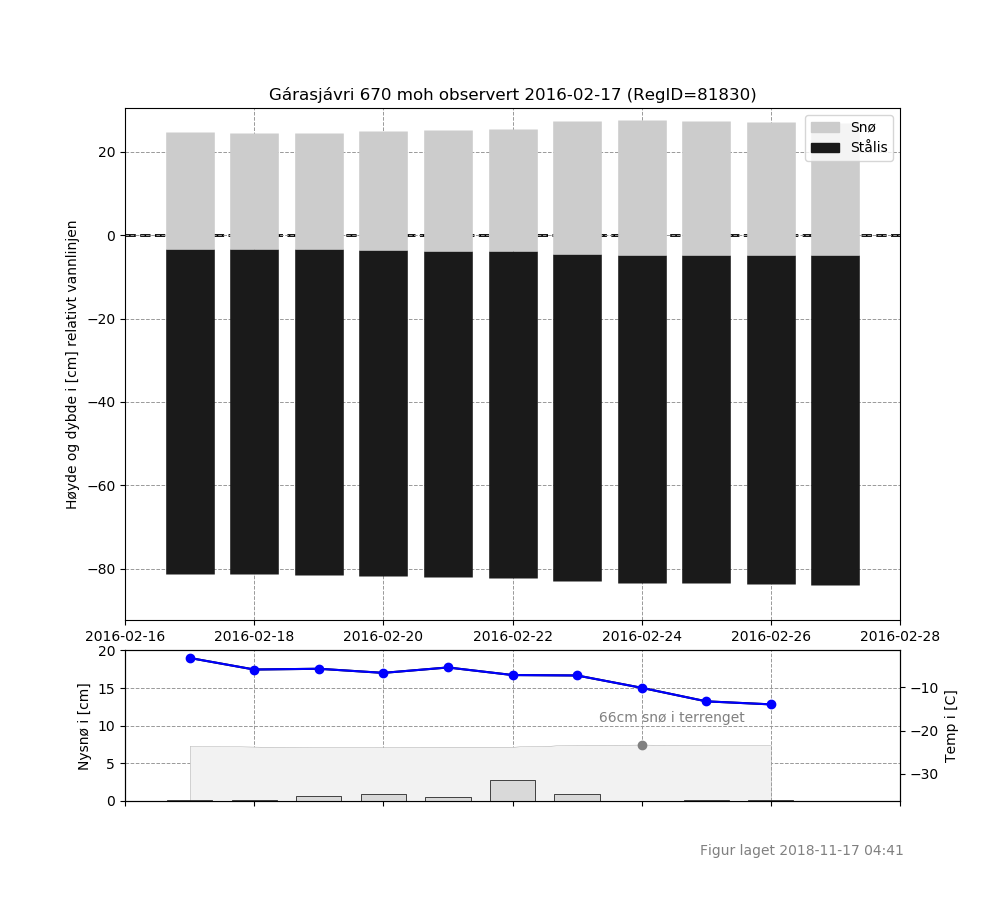 Gárasjávri 670 moh observert 2016-02-17 (RegID=81830)
Snø
Stålis
20
0
−20
−40
−60
−80
Høyde og dybde i [cm] relativt vannlinjen
2016-02-16 2016-02-18 2016-02-20 2016-02-22 2016-02-24 2016-02-26 2016-02-28
20
15
10
5
0
Nysnø i [cm]
66cm snø i terrenget
−10
−20
−30
Temp i [C]
Figur laget 2018-11-17 04:41